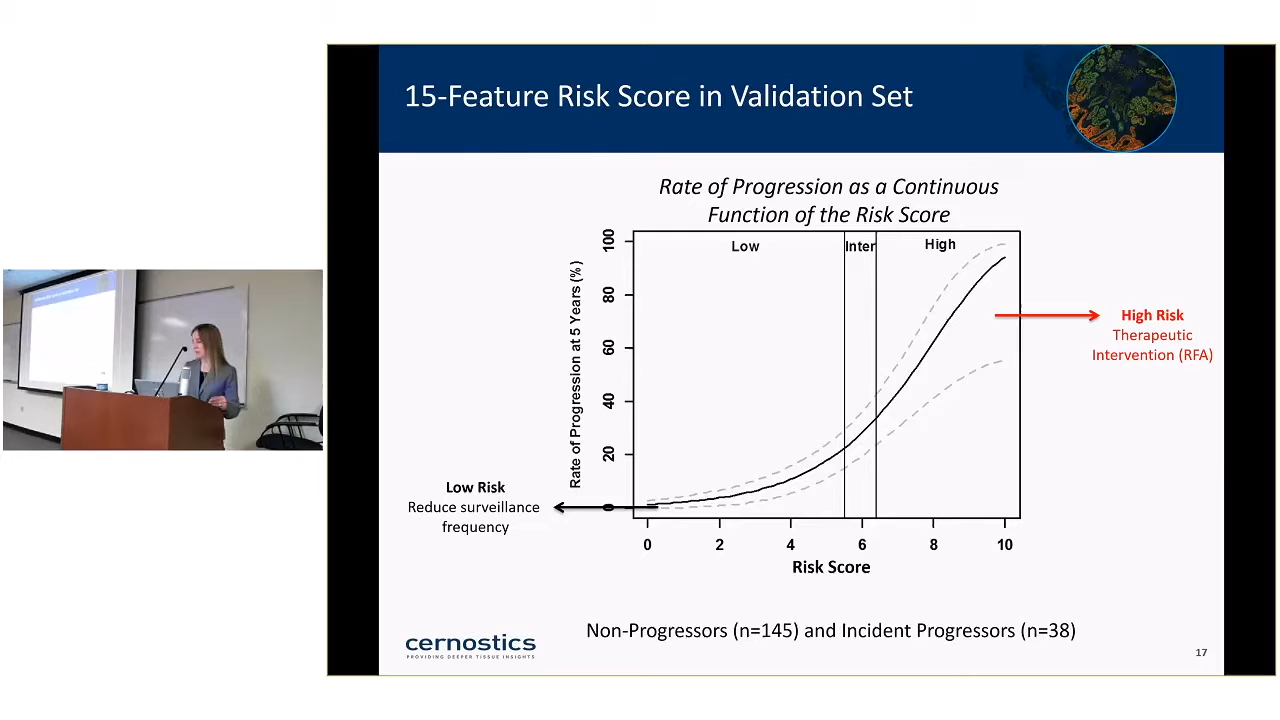 15-Feature Risk Score in Validation Set
Rate of Progression as a Continuous
Function of the Risk Score
Low
Inter
High
Rate of Progression at 5 Years (%)
100
80
60
40
20
0
0 2 4 6 8 10
Risk Score
High Risk
Therapeutic
Intervention (RFA)
Low Risk
Reduce surveillance
frequency
Non-Progressors (n=145) and Incident Progressors (n=38)
cernostics
PROVIDING DEEPER TISSUE INSIGHTS
17